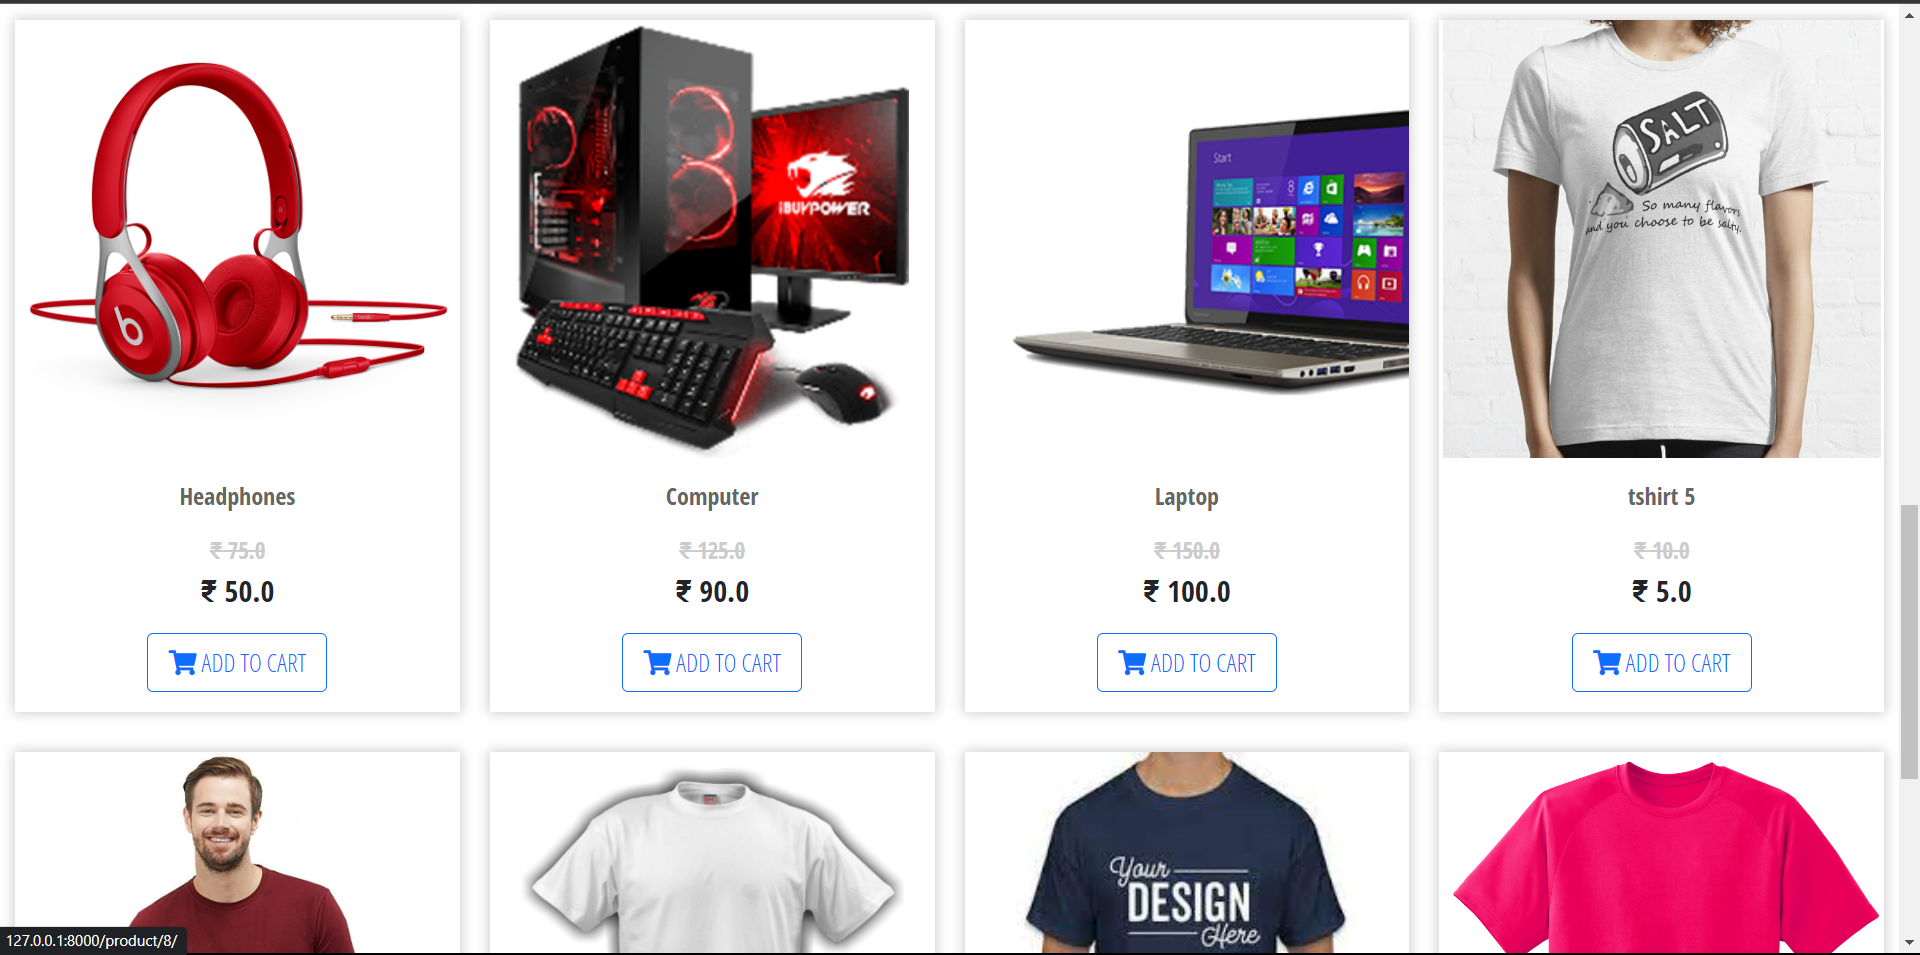 iBUYPOWER
Start
SALT
So many flavors
and you choose to be salty.
b
Headphones
Computer
Laptop
tshirt 5
₹ 75.0
₹ 125.0
₹ 150.0
₹ 10.0
₹ 50.0
₹ 90.0
₹ 100.0
₹ 5.0
ADD TO CART
ADD TO CART
ADD TO CART
ADD TO CART
Your
DESIGN
Here
127.0.0.1:8000/product/8/